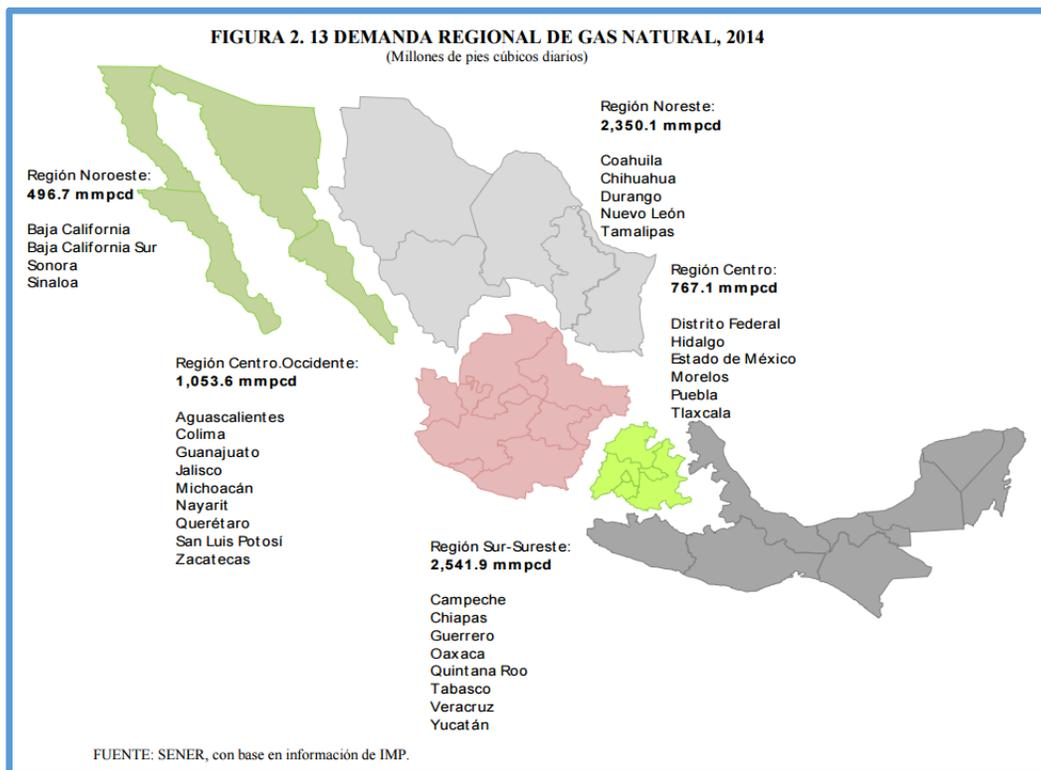 FIGURA 2. 13 DEMANDA REGIONAL DE GAS NATURAL, 2014
(Millones de pies cúbicos diarios)
Región Noroeste:
496.7 mmpcd
Baja California
Baja California Sur
Sonora
Sinaloa
Región Noreste:
2,350.1 mmpcd
Coahuila
Chihuahua
Durango
Nuevo León
Tamalipas
Región Centro:
767.1 mmpcd
Distrito Federal
Hidalgo
Estado de México
Morelos
Puebla
Tlaxcala
Región Centro.Occidente:
1,053.6 mmpcd
Aguascalientes
Colima
Guanajuato
Jalisco
Michoacán
Nayarit
Querétaro
San Luis Potosí
Zacatecas
Región Sur-Sureste:
2,541.9 mmpcd
Campeche
Chiapas
Guerrero
Oaxaca
Quintana Roo
Tabasco
Veracruz
Yucatán
FUENTE: SENER, con base en información de IMP.